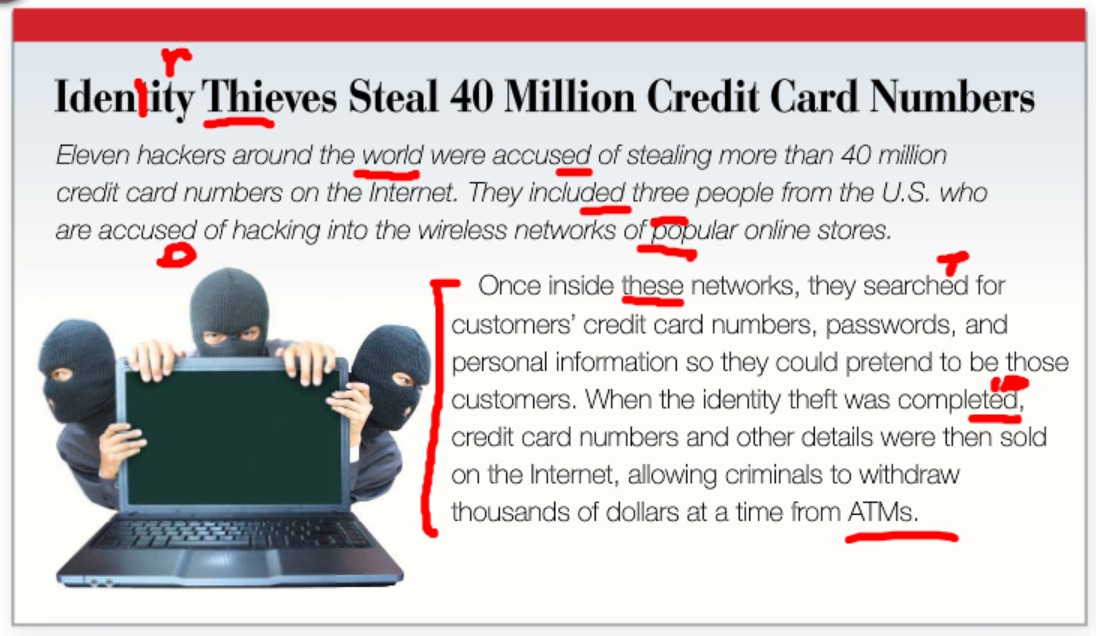 Identity Thieves Steal 40 Million Credit Card Numbers
Eleven hackers around the world were accused of stealing more than 40 million
credit card numbers on the Internet. They included three people from the U.S. who
are accused of hacking into the wireless networks of popular online stores.
Once inside these networks, they searched for
customers’ credit card numbers, passwords, and
personal information so they could pretend to be those
customers. When the identity theft was completed,
credit card numbers and other details were then sold
on the Internet, allowing criminals to withdraw
thousands of dollars at a time from ATMs.